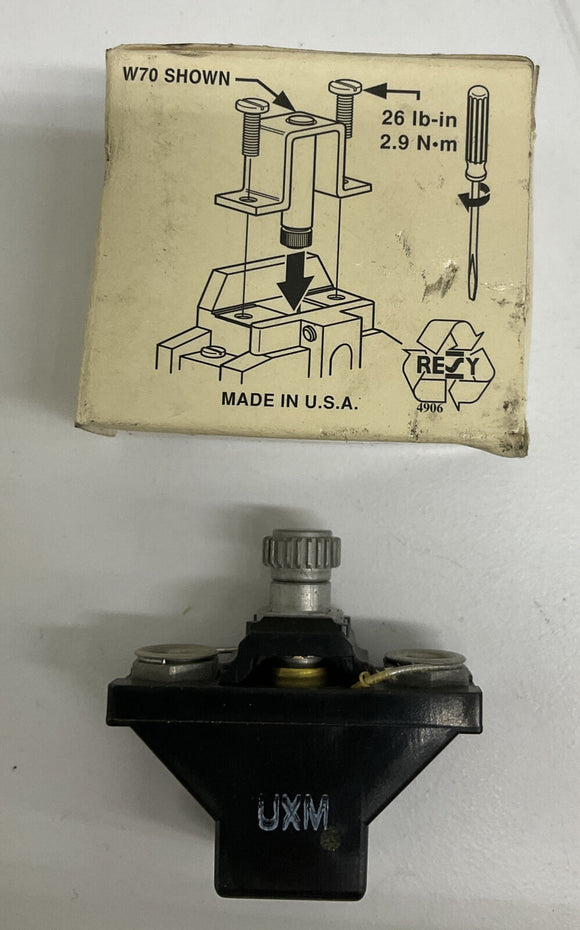 W70 SHOWN
26 lb-in
2.9 N•m
RESY
4906
MADE IN U.S.A.
UXM